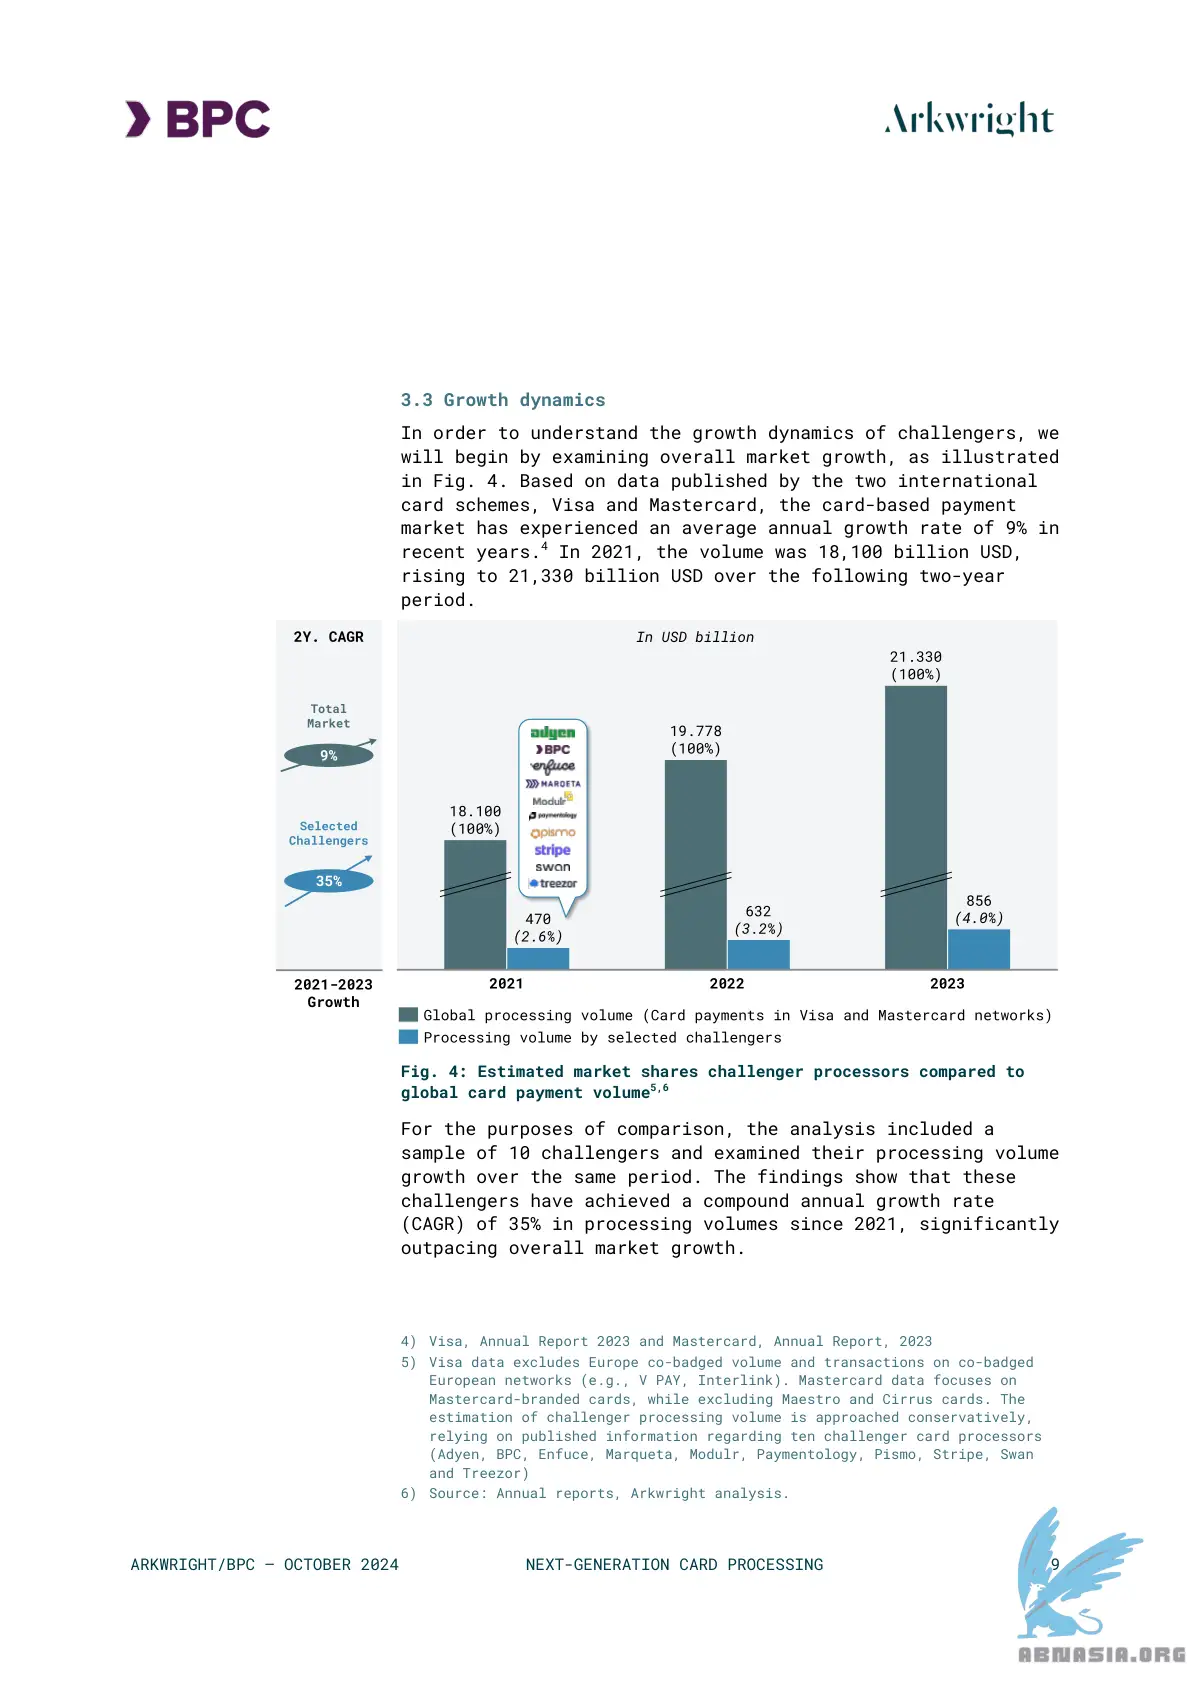 BPC
Arkwright
3.3 Growth dynamics
In order to understand the growth dynamics of challengers, we
will begin by examining overall market growth, as illustrated
in Fig. 4. Based on data published by the two international
card schemes, Visa and Mastercard, the card-based payment
market has experienced an average annual growth rate of 9% in
recent years.4 In 2021, the volume was 18,100 billion USD,
rising to 21,330 billion USD over the following two-year
period.
2Y. CAGR
Total
Market
9%
Selected
Challengers
35%
2021-2023
Growth
In USD billion
18.100
(100%)
adyen
BPC
enfuce
MARQETA
Modulr
paymentology
pismo
stripe
swan
treezor
470
(2.6%)
19.778
(100%)
632
(3.2%)
21.330
(100%)
856
(4.0%)
2021
2022
2023
Global processing volume (Card payments in Visa and Mastercard networks)
Processing volume by selected challengers
Fig. 4: Estimated market shares challenger processors compared to
global card payment volume5,6
For the purposes of comparison, the analysis included a
sample of 10 challengers and examined their processing volume
growth over the same period. The findings show that these
challengers have achieved a compound annual growth rate
(CAGR) of 35% in processing volumes since 2021, significantly
outpacing overall market growth.
4) Visa, Annual Report 2023 and Mastercard, Annual Report, 2023
5) Visa data excludes Europe co-badged volume and transactions on co-badged
European networks (e.g., V PAY, Interlink). Mastercard data focuses on
Mastercard-branded cards, while excluding Maestro and Cirrus cards. The
estimation of challenger processing volume is approached conservatively,
relying on published information regarding ten challenger card processors
(Adyen, BPC, Enfuce, Marqueta, Modulr, Paymentology, Pismo, Stripe, Swan
and Treezor)
6) Source: Annual reports, Arkwright analysis.
ARKWRIGHT/BPC – OCTOBER 2024
NEXT-GENERATION CARD PROCESSING
9
ABNASIA.ORG